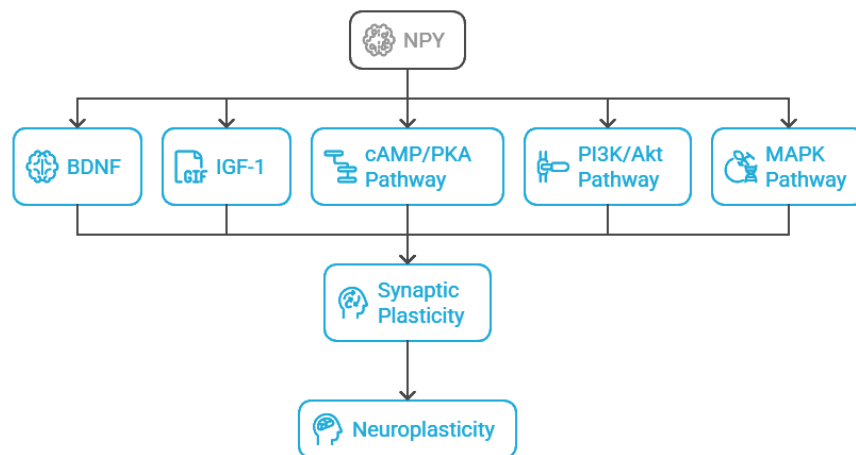 NPY
BDNF
GIF
IGF-1
cAMP/PKA
Pathway
PI3K/Akt
Pathway
MAPK
Pathway
Synaptic
Plasticity
Neuroplasticity